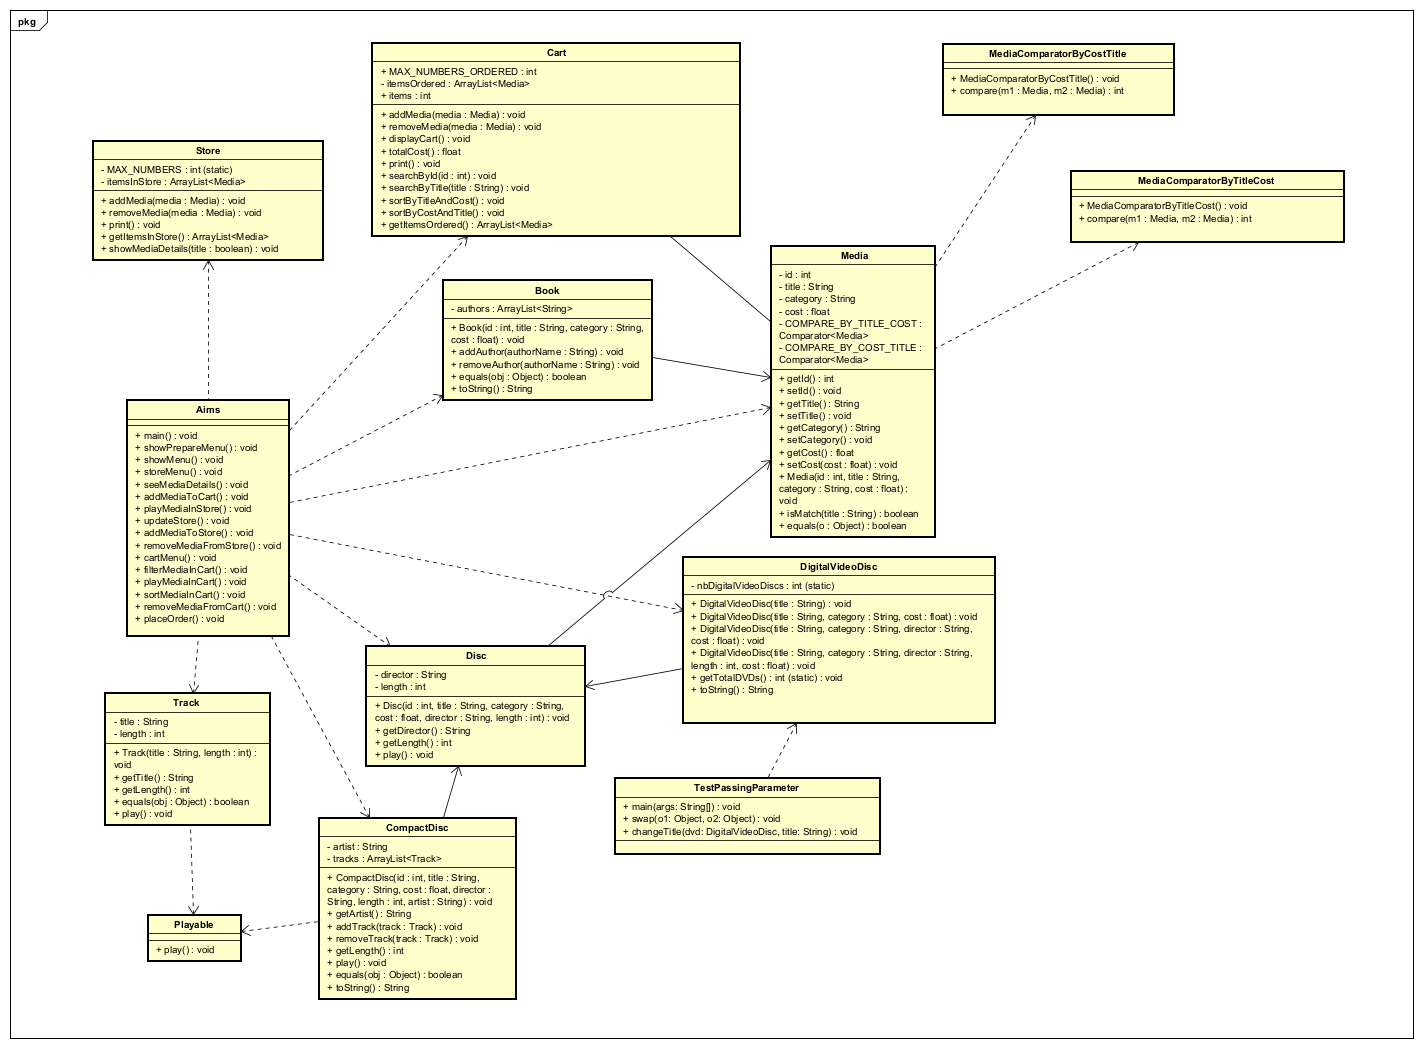 pkg
Cart
+ MAX_NUMBERS_ORDERED : int
- itemsOrdered : ArrayList<Media>
+ items : int
+ addMedia(media : Media) : void
+ removeMedia(media : Media) : void
+ displayCart() : void
+ totalCost() : float
+ print() : void
+ searchById(id : int) : void
+ searchByTitle(title : String) : void
+ sortByTitleAndCost() : void
+ sortByCostAndTitle() : void
+ getItemsOrdered() : ArrayList<Media>
MediaComparatorByCostTitle
+ MediaComparatorByCostTitle() : void
+ compare(m1 : Media, m2 : Media) : int
Store
- MAX_NUMBERS : int (static)
- itemsInStore : ArrayList<Media>
+ addMedia(media : Media) : void
+ removeMedia(media : Media) : void
+ print() : void
+ getItemsInStore() : ArrayList<Media>
+ showMediaDetails(title : boolean) : void
MediaComparatorByTitleCost
+ MediaComparatorByTitleCost() : void
+ compare(m1 : Media, m2 : Media) : int
Media
- id : int
- title : String
- category : String
- cost : float
- COMPARE_BY_TITLE_COST :
Comparator<Media>
- COMPARE_BY_COST_TITLE :
Comparator<Media>
+ getId() : int
+ setId() : void
+ getTitle() : String
+ setTitle() : void
+ getCategory() : String
+ setCategory() : void
+ getCost() : float
+ setCost(cost : float) : void
+ Media(id : int, title : String,
category : String, cost : float) :
void
+ isMatch(title : String) : boolean
+ equals(o : Object) : boolean
Book
- authors : ArrayList<String>
+ Book(id : int, title : String, category : String,
cost : float) : void
+ addAuthor(authorName : String) : void
+ removeAuthor(authorName : String) : void
+ equals(obj : Object) : boolean
+ toString() : String
Aims
+ main() : void
+ showPrepareMenu() : void
+ showMenu() : void
+ storeMenu() : void
+ seeMediaDetails() : void
+ addMediaToCart() : void
+ playMediaInStore() : void
+ updateStore() : void
+ addMediaToStore() : void
+ removeMediaFromStore() : void
+ cartMenu() : void
+ filterMediaInCart() : void
+ playMediaInCart() : void
+ sortMediaInCart() : void
+ removeMediaFromCart() : void
+ placeOrder() : void
DigitalVideoDisc
- nbDigitalVideoDiscs : int (static)
+ DigitalVideoDisc(title : String) : void
+ DigitalVideoDisc(title : String, category : String, cost : float) : void
+ DigitalVideoDisc(title : String, category : String, director : String,
cost : float) : void
+ DigitalVideoDisc(title : String, category : String, director : String,
length : int, cost : float) : void
+ getTotalDVDs() : int (static) : void
+ toString() : String
Disc
- director : String
- length : int
+ Disc(id : int, title : String, category : String,
cost : float, director : String, length : int) : void
+ getDirector() : String
+ getLength() : int
+ play() : void
Track
- title : String
- length : int
+ Track(title : String, length : int) :
void
+ getTitle() : String
+ getLength() : int
+ equals(obj : Object) : boolean
+ play() : void
TestPassingParameter
+ main(args: String[]) : void
+ swap(o1: Object, o2: Object) : void
+ changeTitle(dvd: DigitalVideoDisc, title: String) : void
CompactDisc
- artist : String
- tracks : ArrayList<Track>
+ CompactDisc(id : int, title : String,
category : String, cost : float, director :
String, length : int, artist : String) : void
+ getArtist() : String
+ addTrack(track : Track) : void
+ removeTrack(track : Track) : void
+ getLength() : int
+ play() : void
+ equals(obj : Object) : boolean
+ toString() : String
Playable
+ play() : void